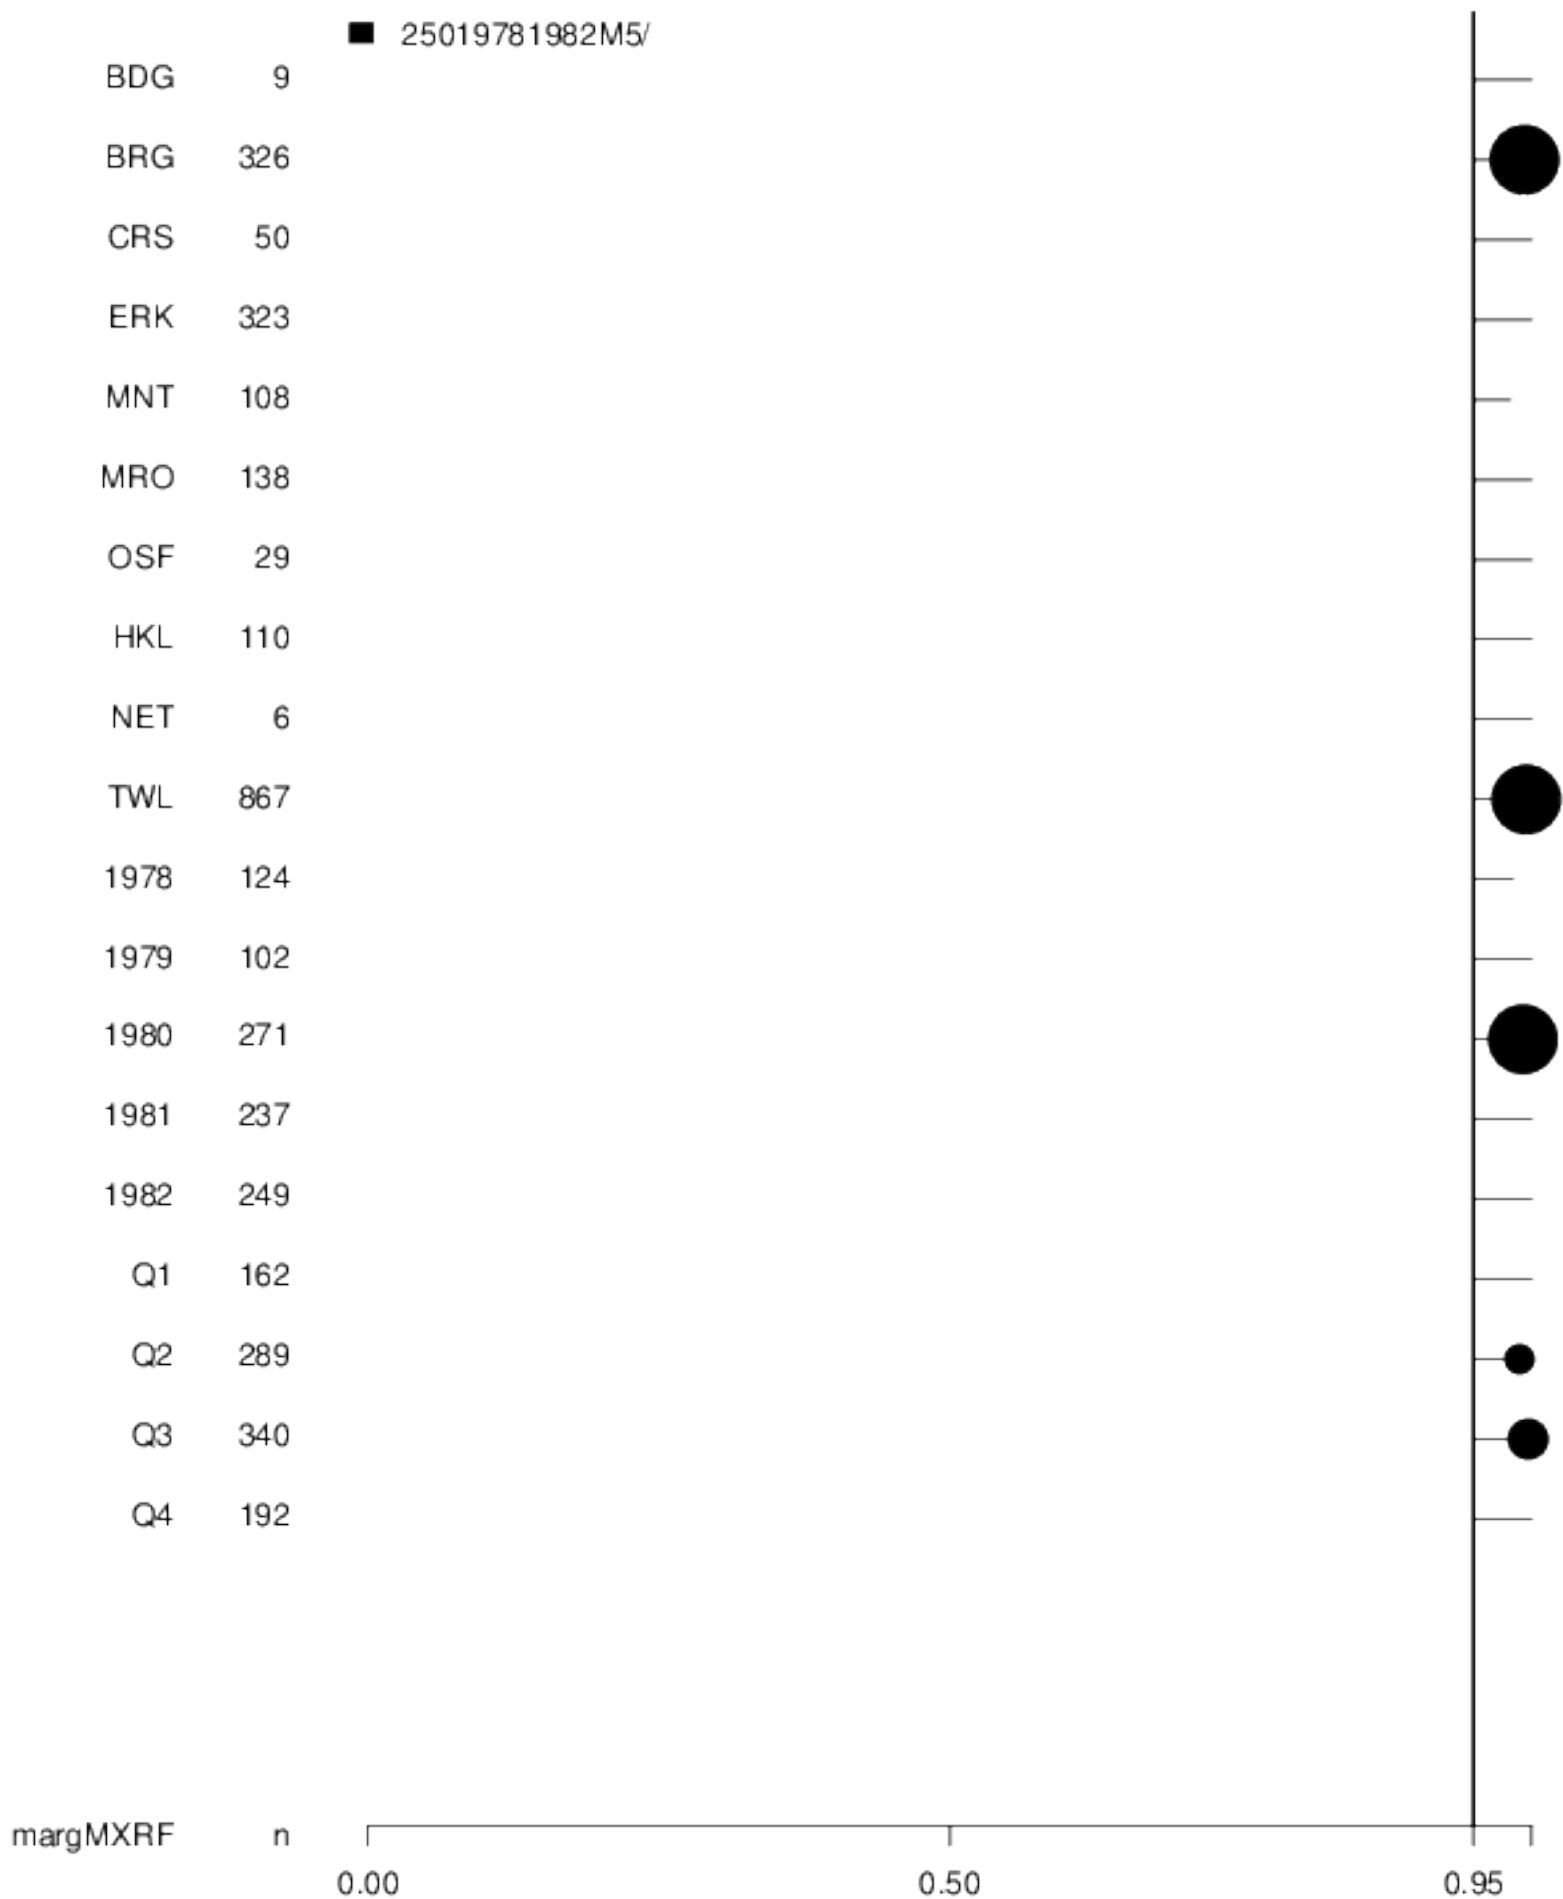 25019781982M5/
BDG 9
BRG 326
CRS 50
ERK 323
MNT 108
MRO 138
OSF 29
HKL 110
NET 6
TWL 867
1978 124
1979 102
1980 271
1981 237
1982 249
Q1 162
Q2 289
Q3 340
Q4 192
margMXRF n
0.00 0.50 0.95